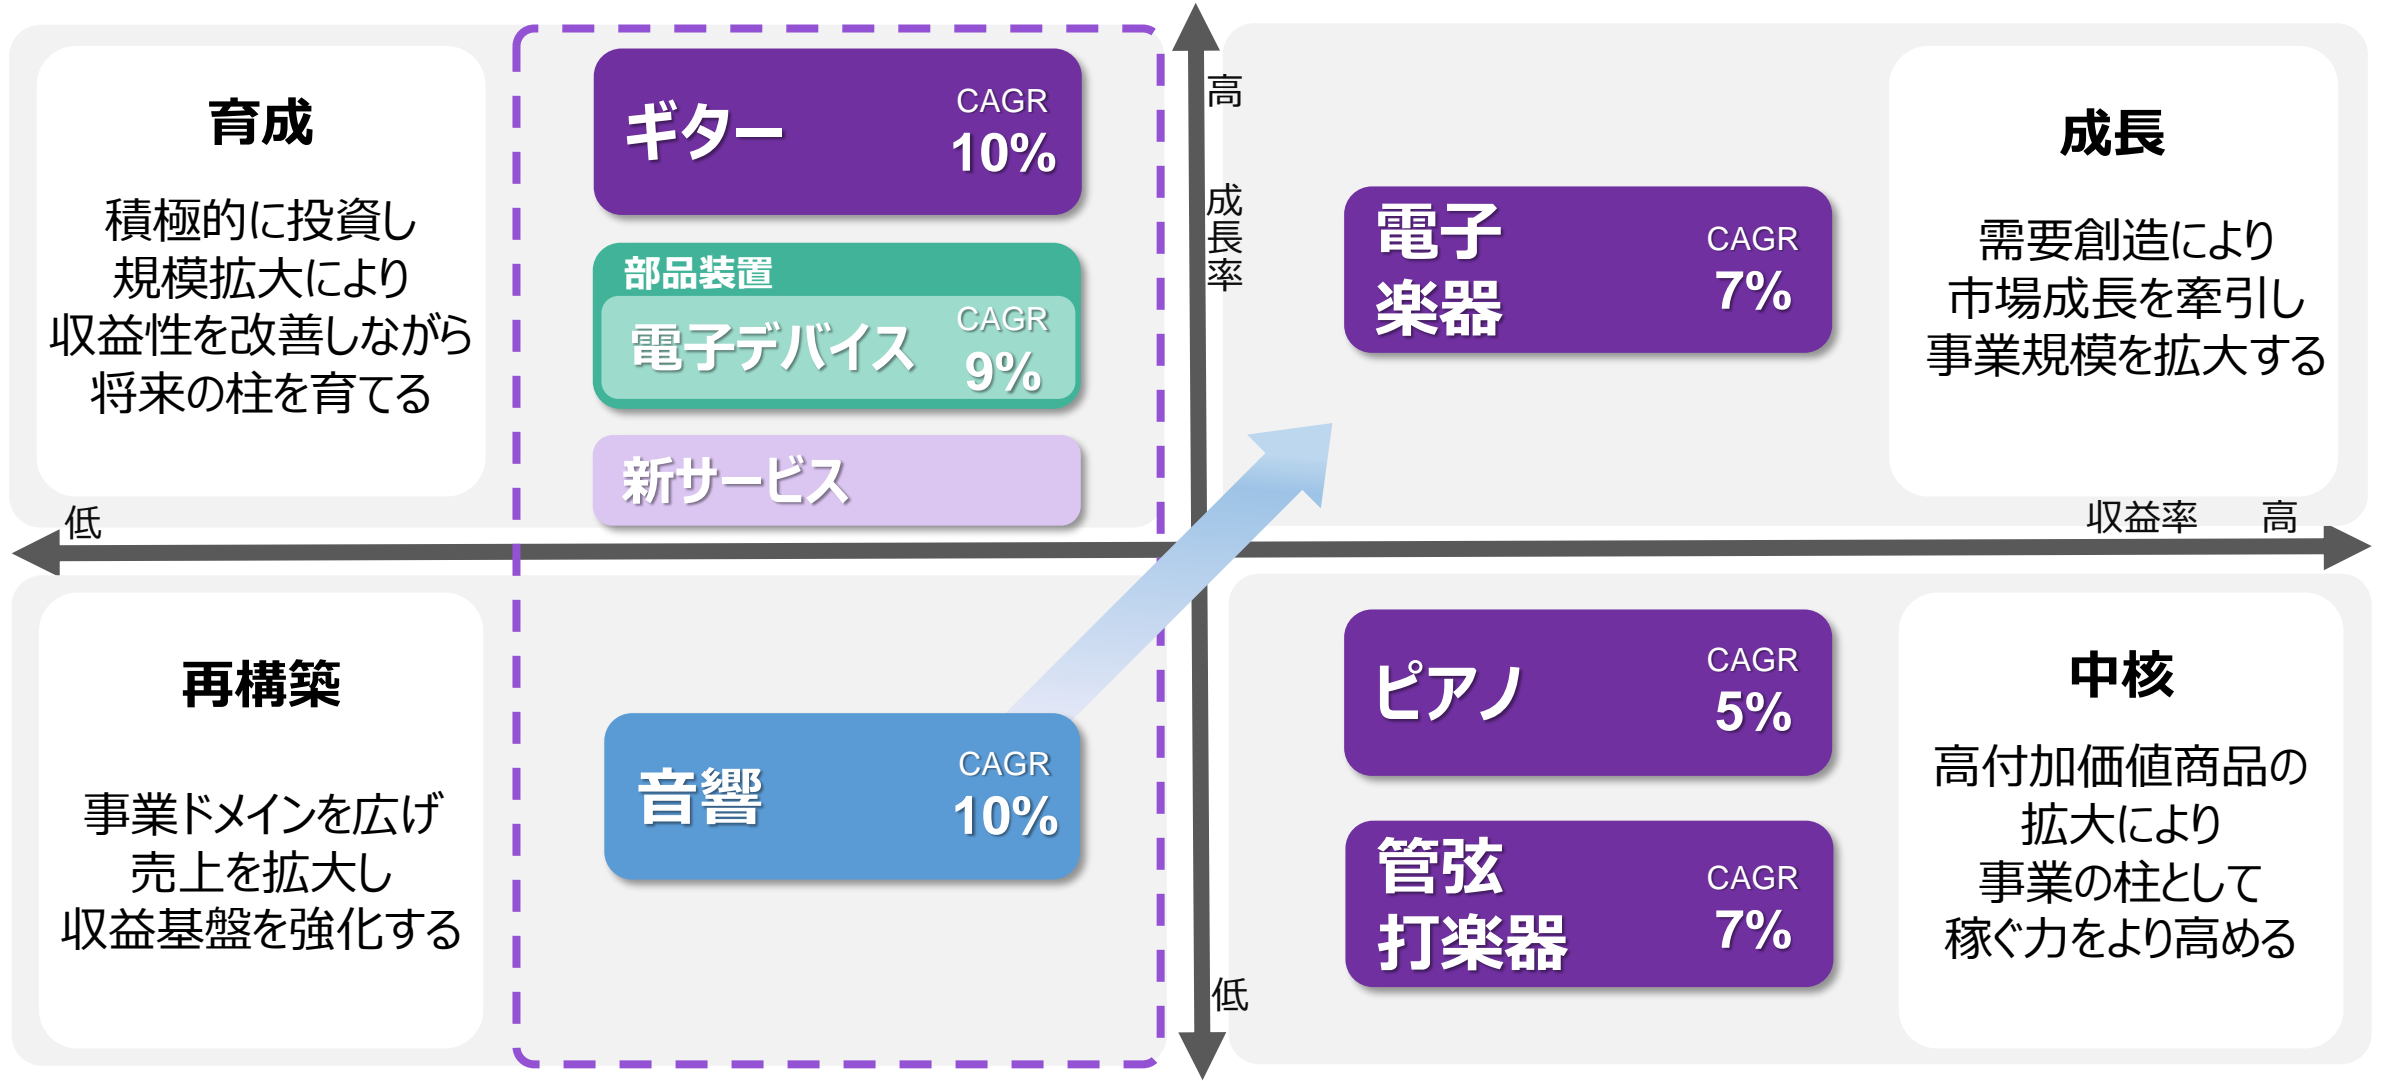 育成
積極的に投資し
規模拡大により
収益性を改善しながら
将来の柱を育てる
ギター
CAGR
10%
部品装置
電子デバイス
CAGR
9%
新サービス
高
成長率
電子
楽器
CAGR
7%
成長
需要創造により
市場成長を牽引し
事業規模を拡大する
低
収益率 高
再構築
事業ドメインを広げ
売上を拡大し
収益基盤を強化する
音響
CAGR
10%
低
ピアノ
CAGR
5%
管弦
打楽器
CAGR
7%
中核
高付加価値商品の
拡大により
事業の柱として
稼ぐ力をより高める